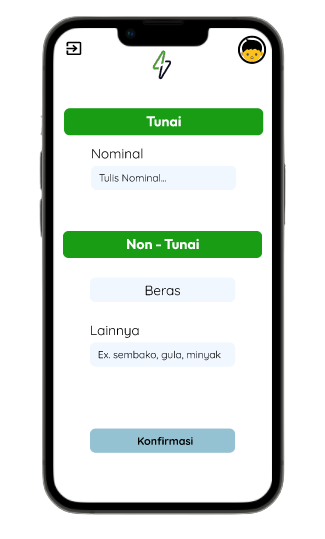 Tunai
Nominal
Tulis Nominal...
Non - Tunai
Beras
Lainnya
Ex. sembako, gula, minyak
Konfirmasi